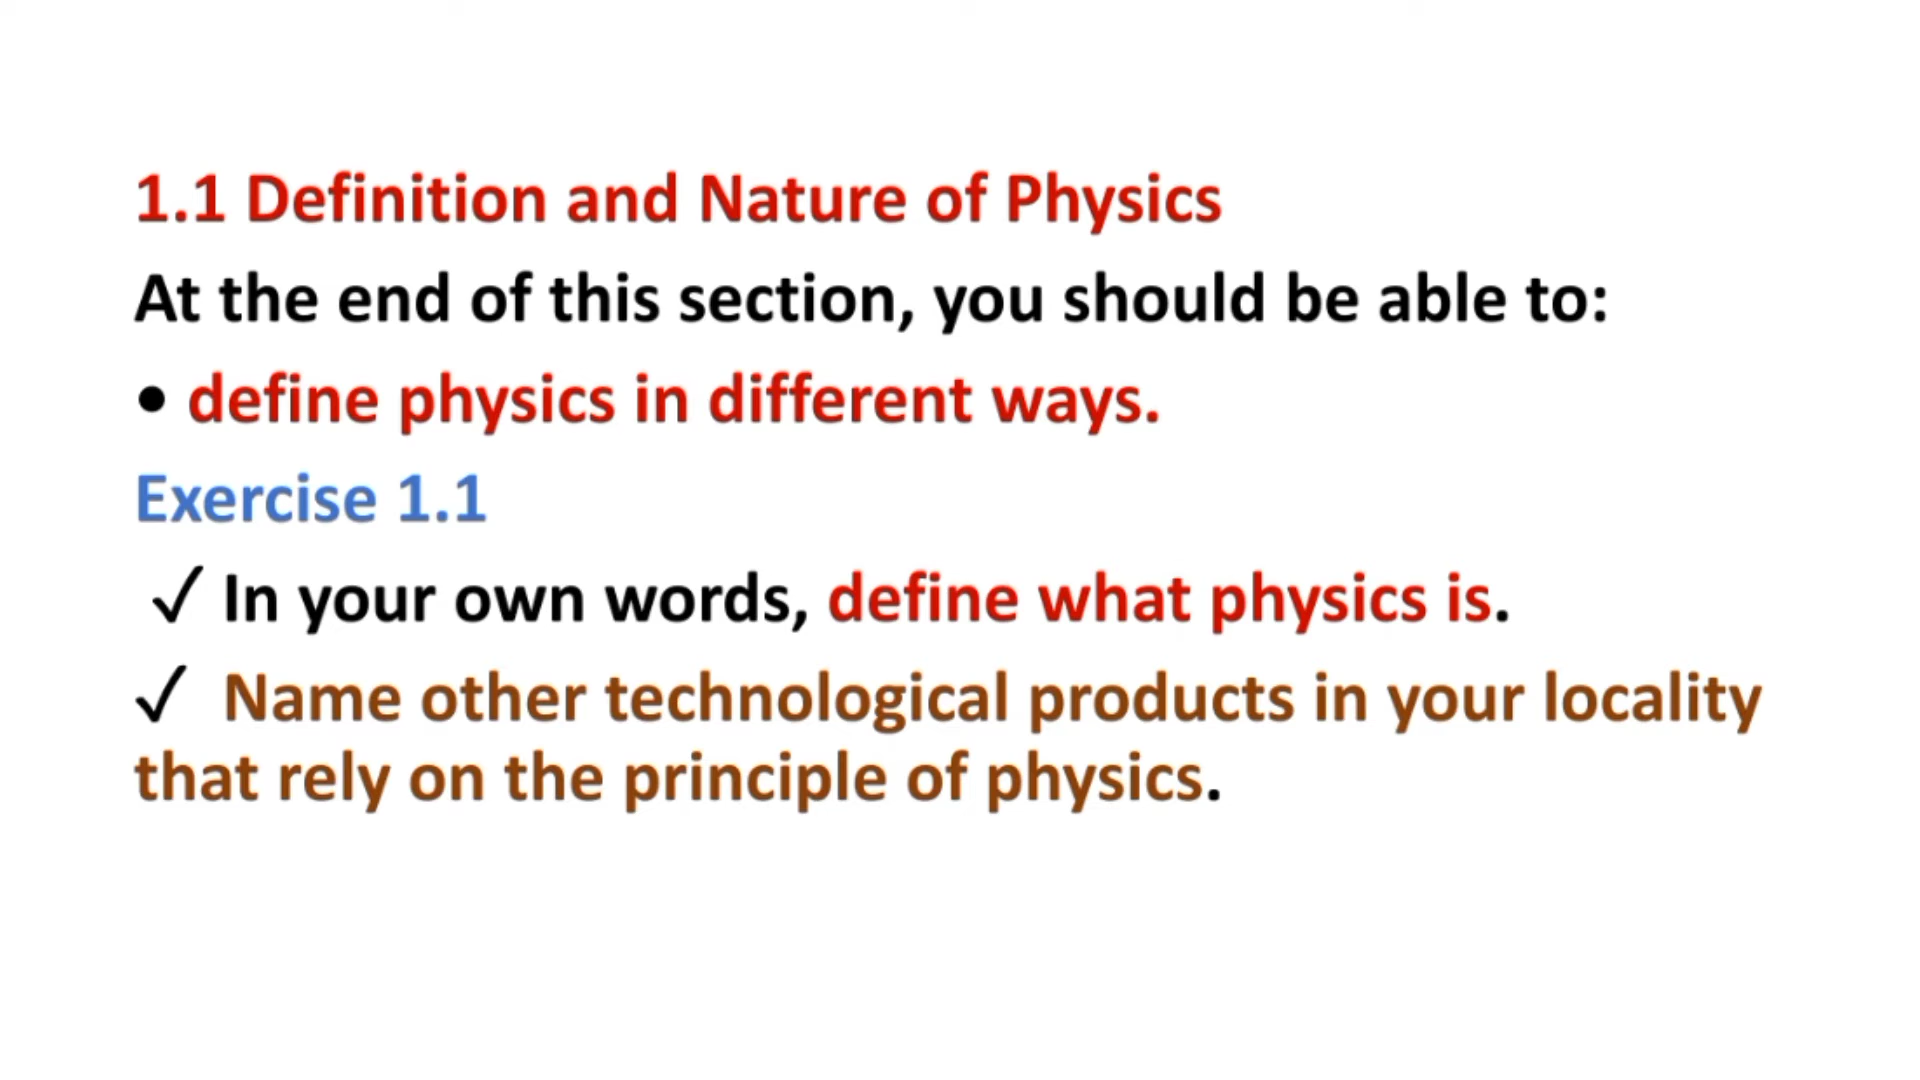 1.1 Definition and Nature of Physics
At the end of this section, you should be able to:
• define physics in different ways.
Exercise 1.1
✓ In your own words, define what physics is.
✓ Name other technological products in your locality
that rely on the principle of physics.